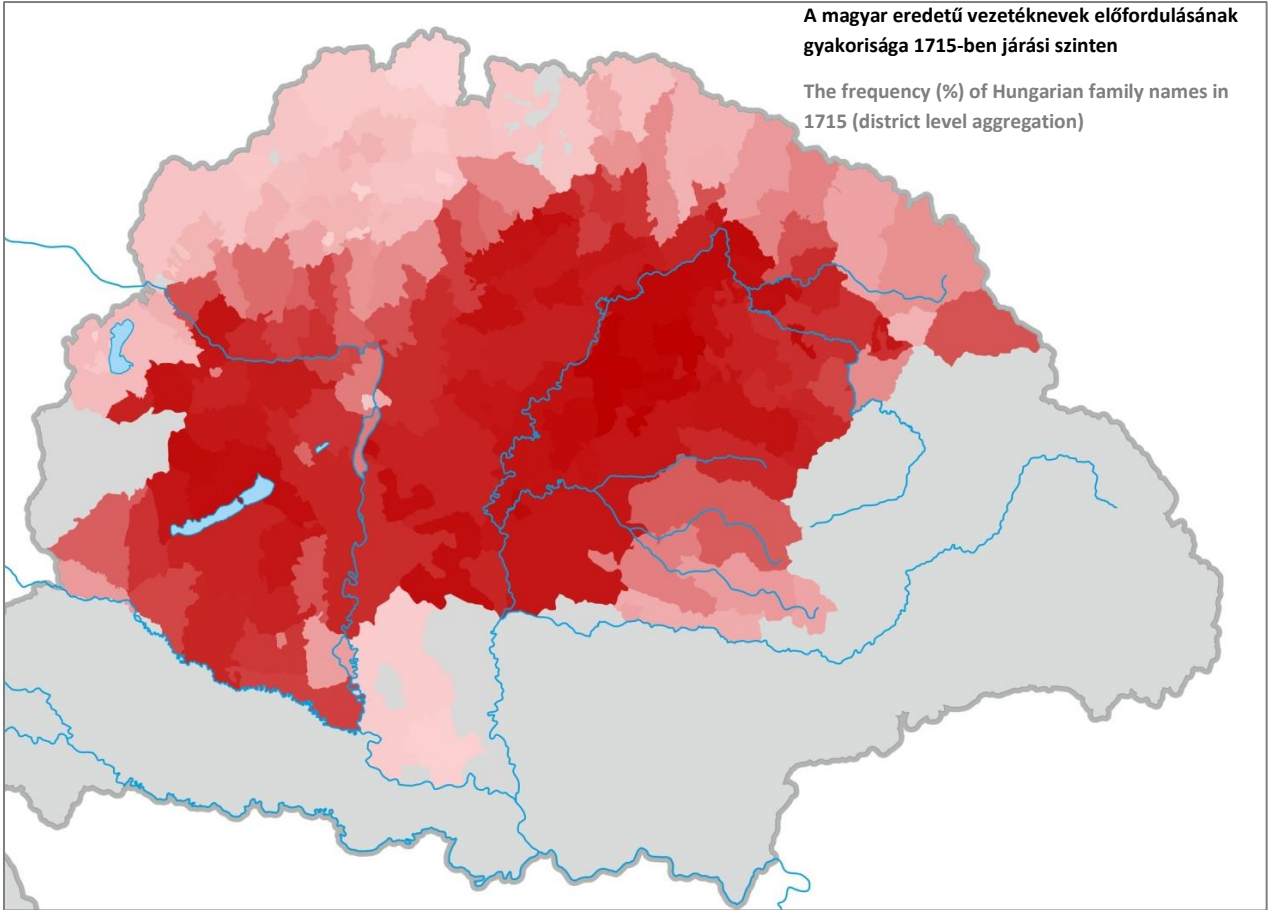 A magyar eredetű vezetéknevek előfordulásának
gyakorisága 1715-ben járási szinten
The frequency (%) of Hungarian family names in
1715 (district level aggregation)